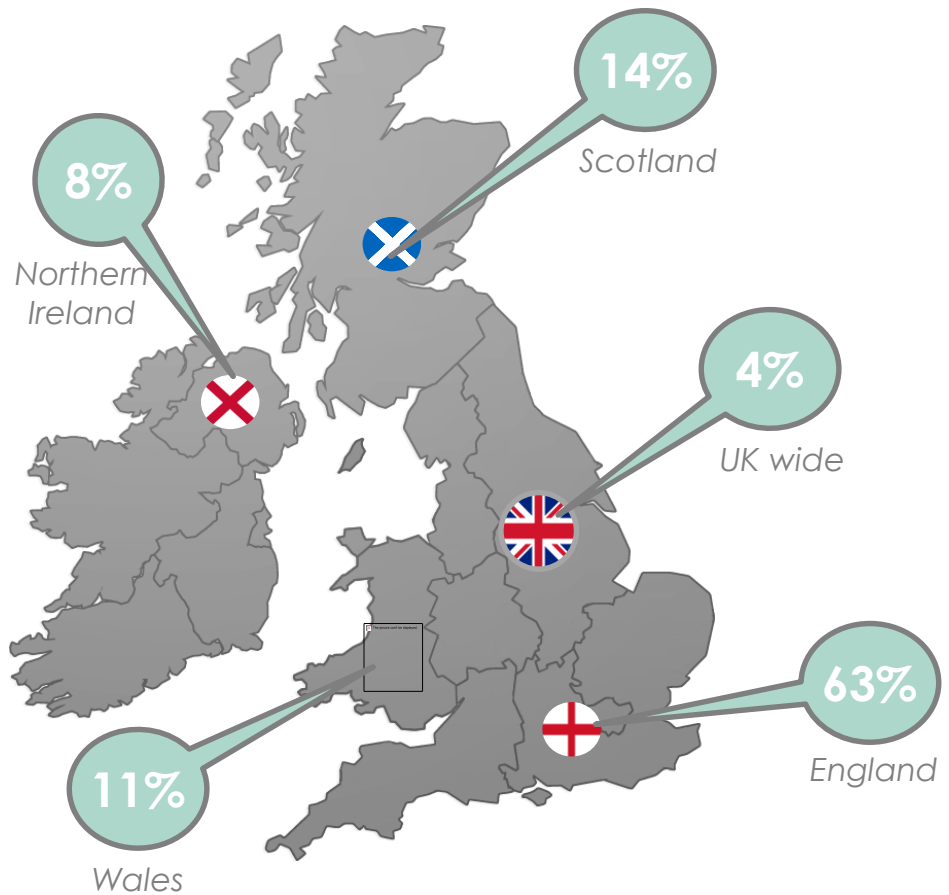 14%
Scotland
8%
Northern
Ireland
4%
UK wide
63%
England
11%
Wales